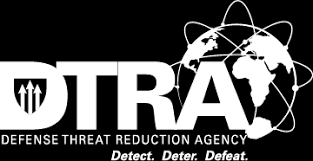 DTRA
DEFENSE THREAT REDUCTION AGENCY
Detect. Deter. Defeat.